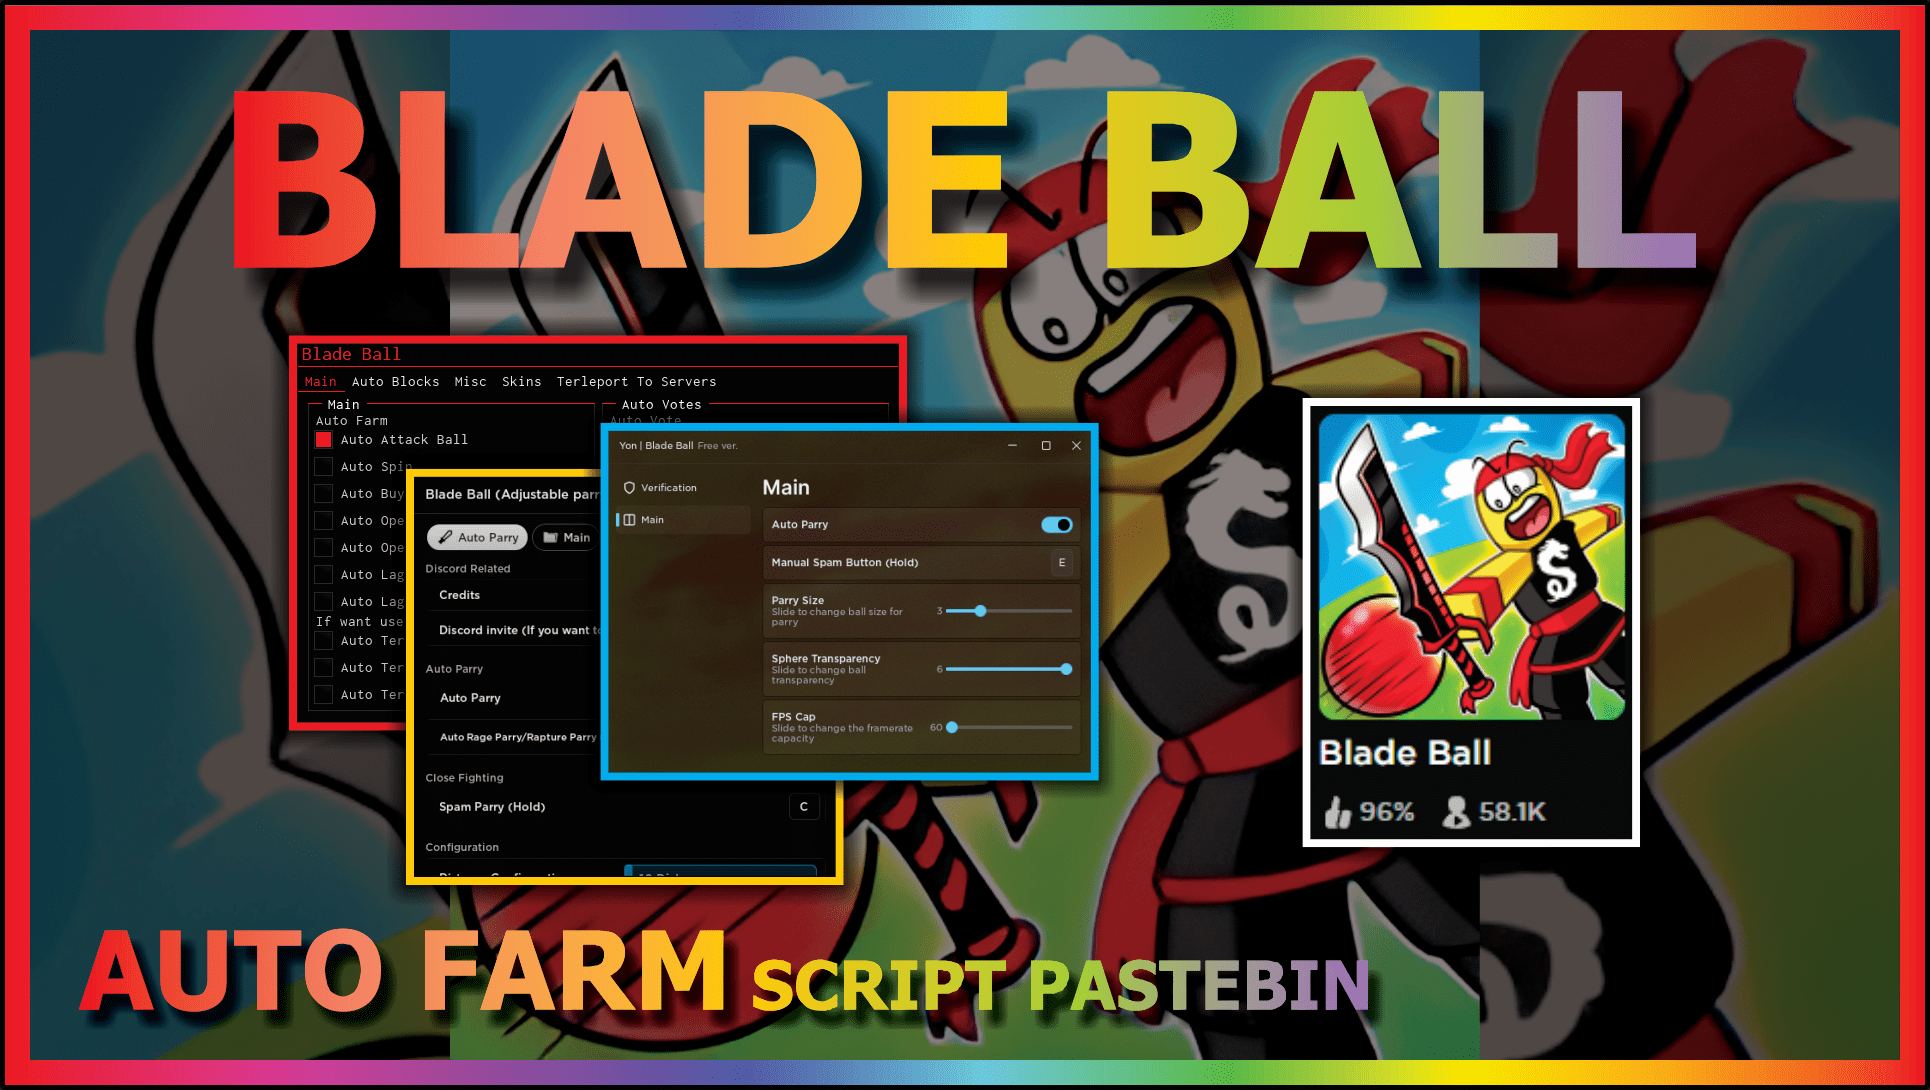 BLADE BALL
Blade Ball
Main Auto Blocks Misc Skins Terleport To Servers
Main
Auto Farm
Auto Attack Ball
Auto Spin
Auto Buy
Auto Ope
Auto Ope
Auto Lag
Auto Lag
If want use
Auto Ter
Auto Ter
Auto Ter
Auto Votes
Auto Vote
Blade Ball (Adjustable parr
Auto Parry Main
Discord Related
Credits
Discord invite (If you want to
Auto Parry
Auto Parry
Auto Rage Parry/Rapture Parry
Close Fighting
Spam Parry (Hold) C
Configuration
Yon | Blade Ball Free ver.
Verification
Main
Main
Auto Parry
Manual Spam Button (Hold) E
Parry Size
Slide to change ball size for
parry
3
Sphere Transparency
Slide to change ball
transparency
6
FPS Cap
Slide to change the framerate
capacity
60
Blade Ball
96% 58.1K
AUTO FARM SCRIPT PASTEBIN